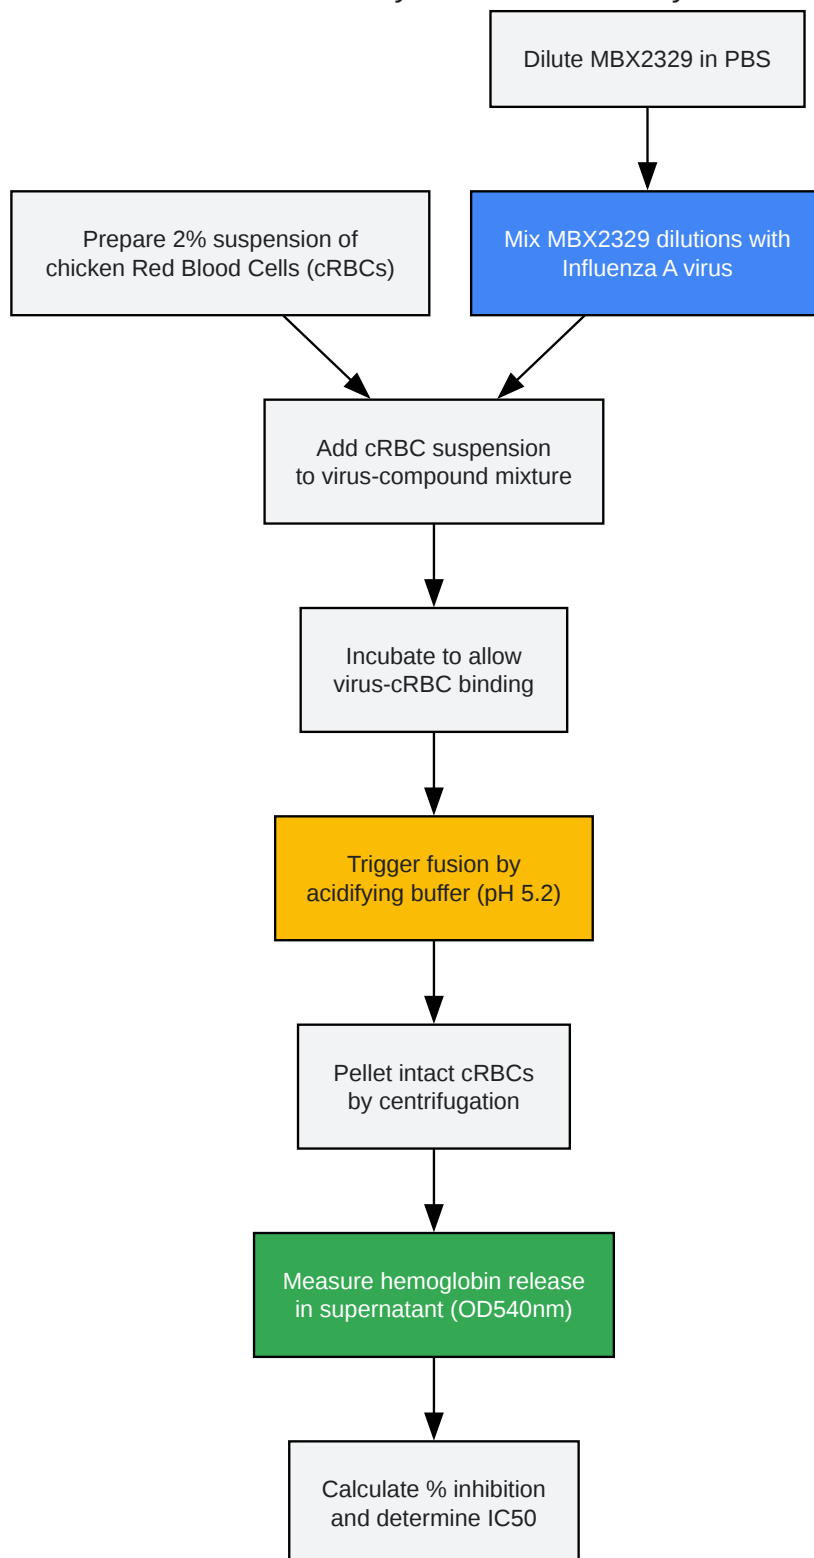 Dilute MBX2329 in PBS
Prepare 2% suspension of
chicken Red Blood Cells (cRBCs)
Mix MBX2329 dilutions with
Influenza A virus
Add cRBC suspension
to virus-compound mixture
Incubate to allow
virus-cRBC binding
Trigger fusion by
acidifying buffer (pH 5.2)
Pellet intact cRBCs
by centrifugation
Measure hemoglobin release
in supernatant (OD540nm)
Calculate % inhibition
and determine IC50